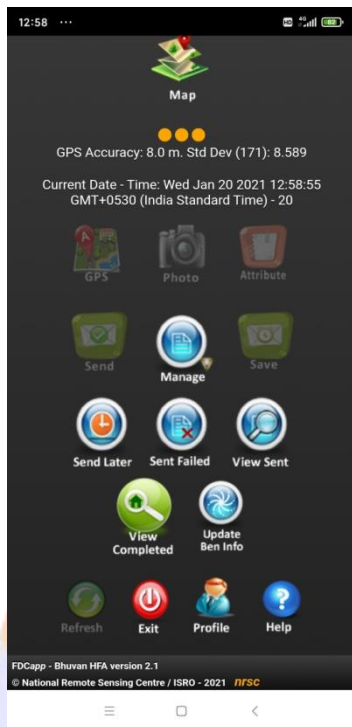 12:58 ...
4G
62
Map
GPS Accuracy: 8.0 m. Std Dev (171): 8.589
Current Date - Time: Wed Jan 20 2021 12:58:55
GMT+0530 (India Standard Time) - 20
GPS
Photo
Attribute
Send
Manage
Save
Send Later
Sent Failed
View Sent
View
Completed
Update
Ben Info
Refresh
Exit
Profile
Help
FDCapp - Bhuvan HFA version 2.1
© National Remote Sensing Centre / ISRO - 2021 nrsc